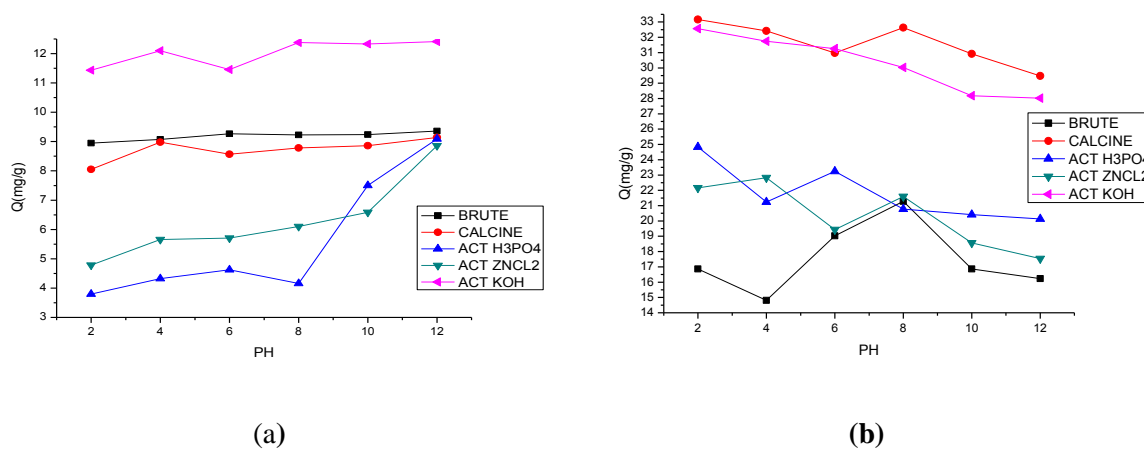 12
11
10
9
8
7
6
5
4
3
Q(mg/g)
2 4 6 8 10 12
PH
BRUTE
CALCINE
ACT H3PO4
ACT ZNCL2
ACT KOH
(a)
33
32
31
30
29
28
26
25
24
23
22
21
20
19
17
16
15
14
Q(mg/g)
2 4 6 8 10 12
PH
BRUTE
CALCINE
ACT H3PO4
ACT ZNCL2
ACT KOH
(b)